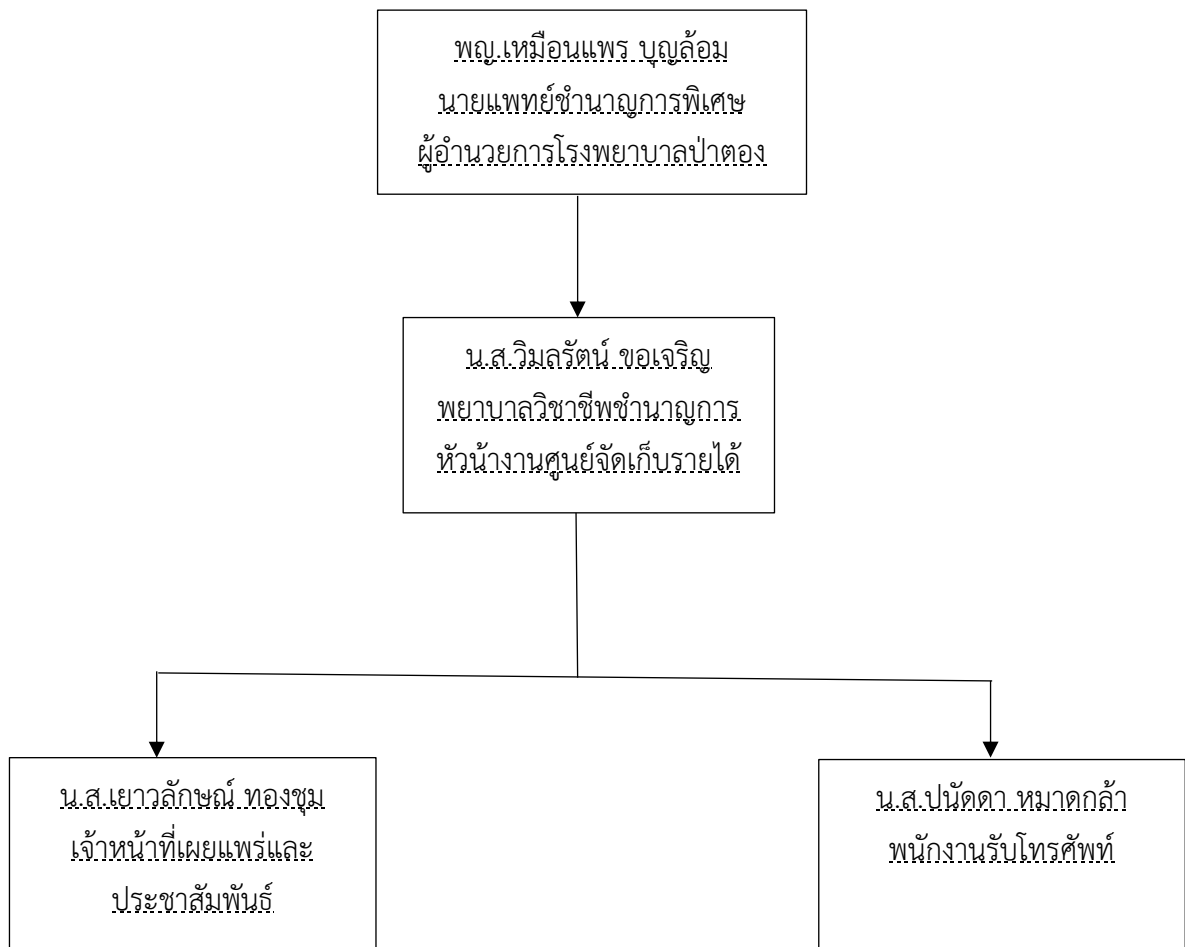 พญ.เหมือนแพร บุญล้อม
นายแพทย์ชำนาญการพิเศษ
ผู้อำนวยการโรงพยาบาลป่าตอง
น.ส.วิมลรัตน์ ขอเจริญ
พยาบาลวิชาชีพชำนาญการ
หัวน้างานศูนย์จัดเก็บรายได้
น.ส.เยาวลักษณ์ ทองชุม
เจ้าหน้าที่เผยแพร่และ
ประชาสัมพันธ์
น.ส.ปนัดดา หมาดกล้า
พนักงานรับโทรศัพท์